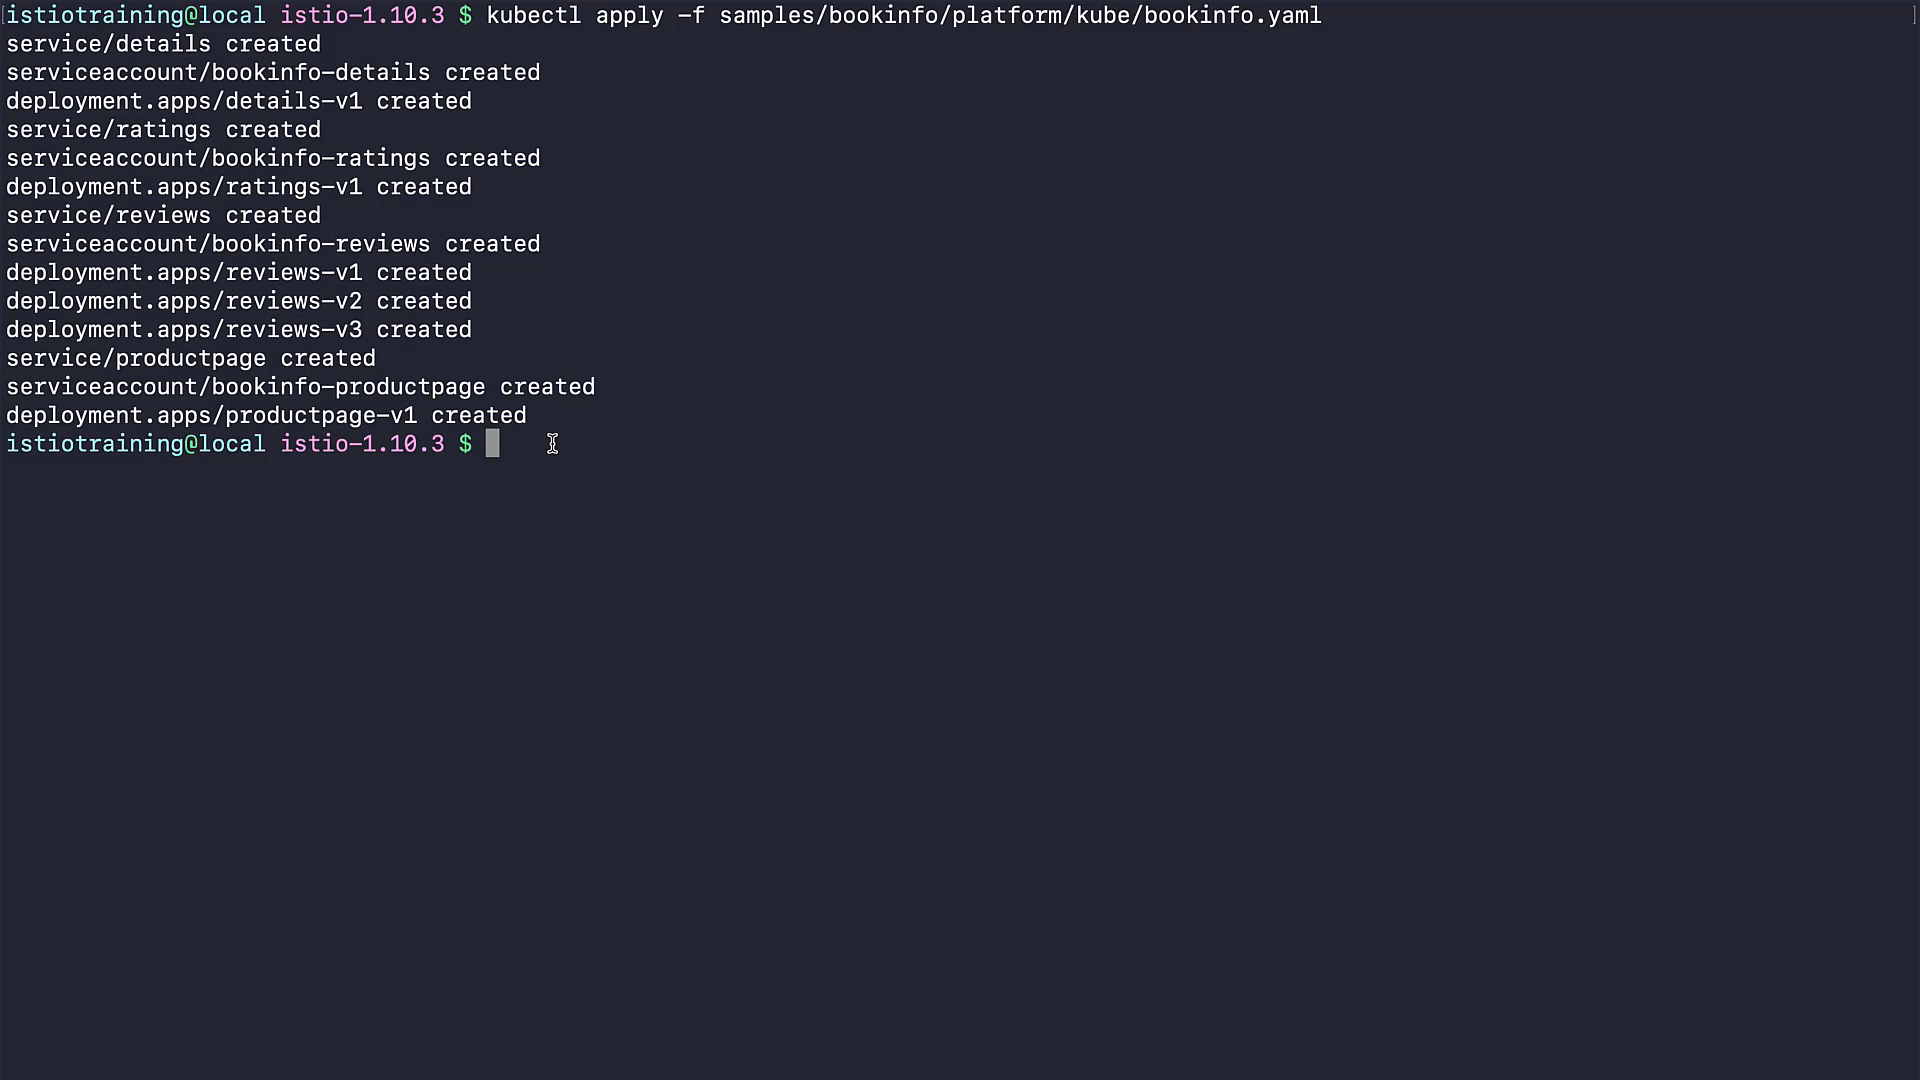 istiotraining@local istio-1.10.3 $ kubectl apply -f samples/bookinfo/platform/kube/bookinfo.yaml
service/details created
serviceaccount/bookinfo-details created
deployment.apps/details-v1 created
service/ratings created
serviceaccount/bookinfo-ratings created
deployment.apps/ratings-v1 created
service/reviews created
serviceaccount/bookinfo-reviews created
deployment.apps/reviews-v1 created
deployment.apps/reviews-v2 created
deployment.apps/reviews-v3 created
service/productpage created
serviceaccount/bookinfo-productpage created
deployment.apps/productpage-v1 created
istiotraining@local istio-1.10.3 $